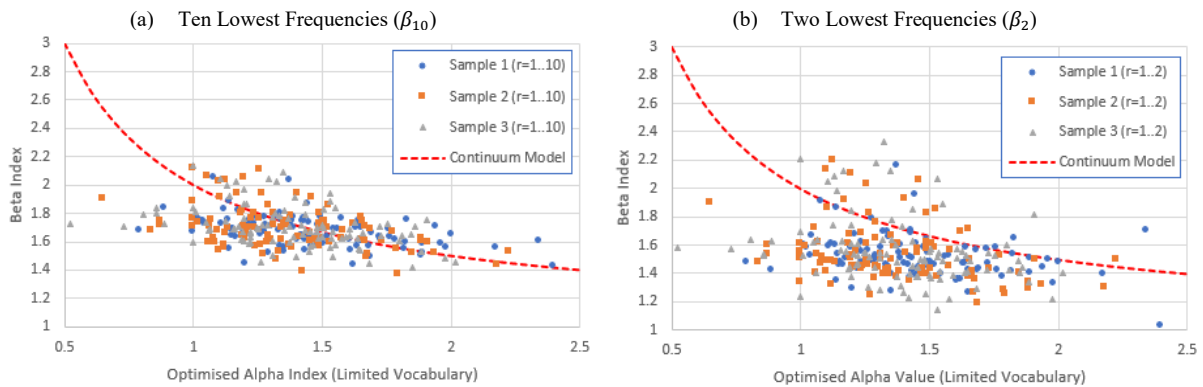 (a) Ten Lowest Frequencies (β₁₀)
3
2.8
2.6
2.4
2.2
2
1.8
1.6
1.4
1.2
1
Beta Index
Sample 1 (r=1..10)
Sample 2 (r=1..10)
Sample 3 (r=1..10)
Continuum Model
0.5 1 1.5 2 2.5
Optimised Alpha Index (Limited Vocabulary)
(b) Two Lowest Frequencies (β₂)
3
2.8
2.6
2.4
2.2
2
1.8
1.6
1.4
1.2
1
Beta Index
Sample 1 (r=1..2)
Sample 2 (r=1..2)
Sample 3 (r=1..2)
Continuum Model
0.5 1 1.5 2 2.5
Optimised Alpha Value (Limited Vocabulary)